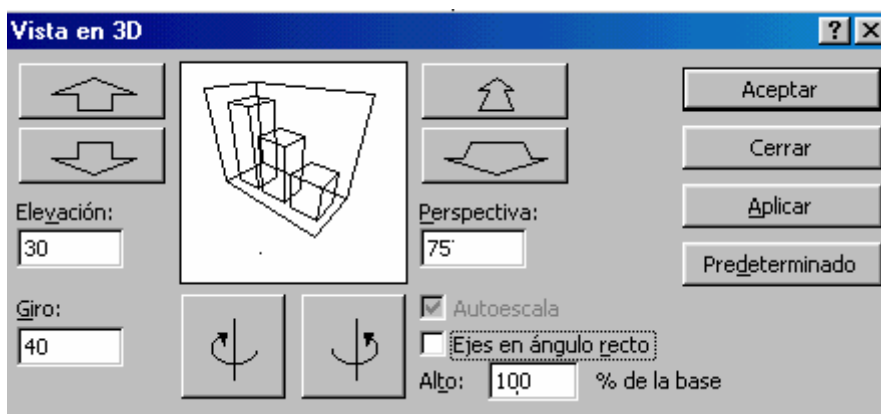 Vista en 3D
Aceptar
Cerrar
Aplicar
Predeterminado
Elevación:
30
Perspectiva:
75
Giro:
40
Autoescala
Ejes en ángulo recto
Alto: 100 % de la base